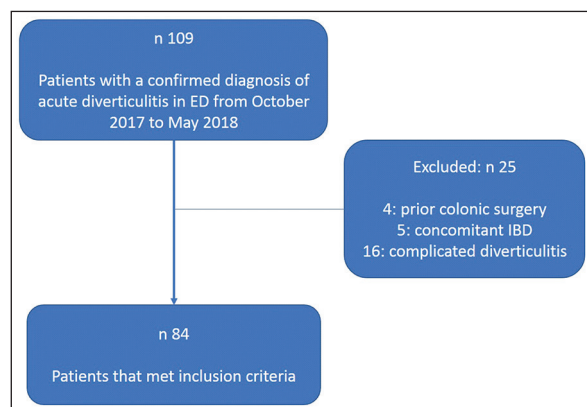 n 109
Patients with a confirmed diagnosis of
acute diverticulitis in ED from October
2017 to May 2018
Excluded: n 25
4: prior colonic surgery
5: concomitant IBD
16: complicated diverticulitis
n 84
Patients that met inclusion criteria